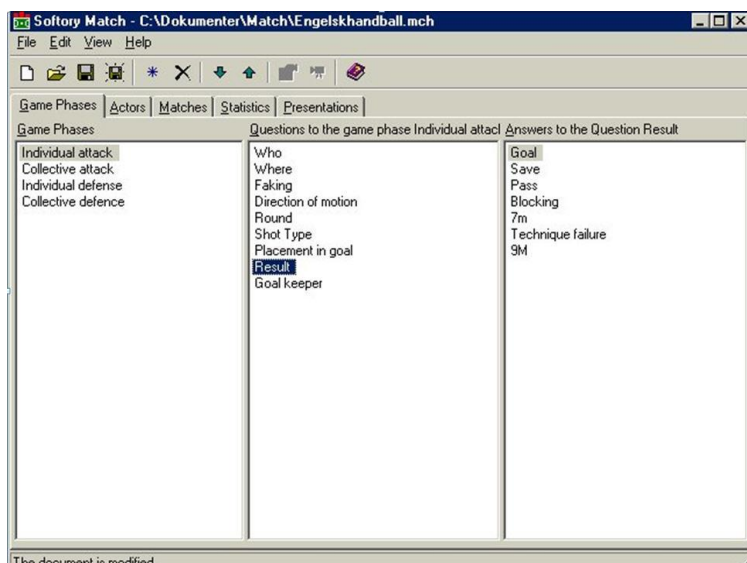 Softory Match - C:\Dokumenter\Match\Engelskhandball.mch
File Edit View Help
Game Phases Actors Matches Statistics Presentations
Game Phases
Individual attack
Collective attack
Individual defense
Collective defence
Questions to the game phase Individual attacl
Who
Where
Faking
Direction of motion
Round
Shot Type
Placement in goal
Result
Goal keeper
Answers to the Question Result
Goal
Save
Pass
Blocking
7m
Technique failure
9M
The document is modified